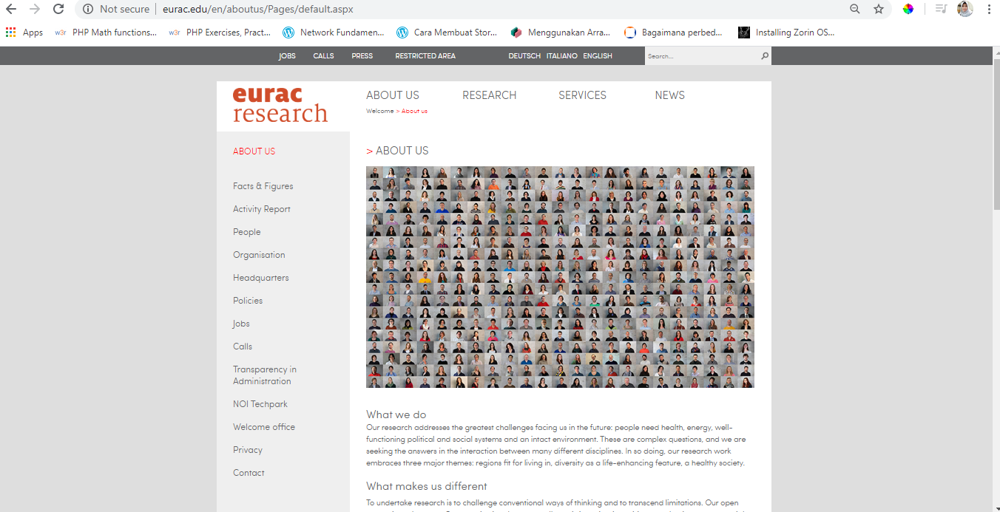 Not secure | eurac.edu/en/aboutus/Pages/default.aspx
Apps PHP Math functions... PHP Exercises, Pract... Network Fundamen... Cara Membuat Stor... Menggunakan Arra... Bagaimana perbed... Installing Zorin OS...
JOBS CALLS PRESS RESTRICTED AREA DEUTSCH ITALIANO ENGLISH Search...
eurac
research
ABOUT US RESEARCH SERVICES NEWS
Welcome > About us
ABOUT US
Facts & Figures
Activity Report
People
Organisation
Headquarters
Policies
Jobs
Calls
Transparency in
Administration
NOI Techpark
Welcome office
Privacy
Contact
> ABOUT US
What we do
Our research addresses the greatest challenges facing us in the future: people need health, energy, well-
functioning political and social systems and an intact environment. These are complex questions, and we are
seeking the answers in the interaction between many different disciplines. In so doing, our research work
embraces three major themes: regions fit for living in, diversity as a life-enhancing feature, a healthy society.
What makes us different
To undertake research is to challenge conventional ways of thinking and to transcend limitations. Our open